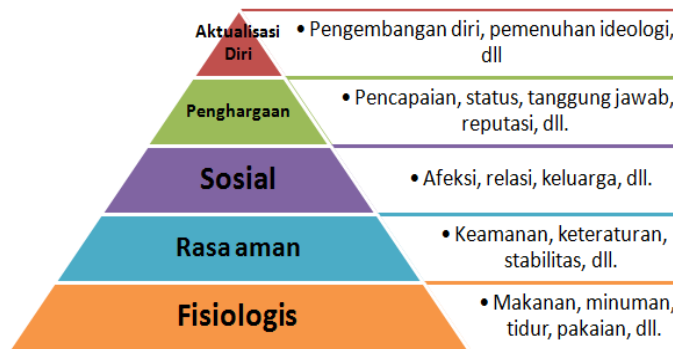 Aktualisasi
Diri
• Pengembangan diri, pemenuhan ideologi,
dll
Penghargaan
• Pencapaian, status, tanggung jawab,
reputasi, dll.
Sosial
• Afeksi, relasi, keluarga, dll.
Rasa aman
• Keamanan, keteraturan,
stabilitas, dll.
Fisiologis
• Makanan, minuman,
tidur, pakaian, dll.